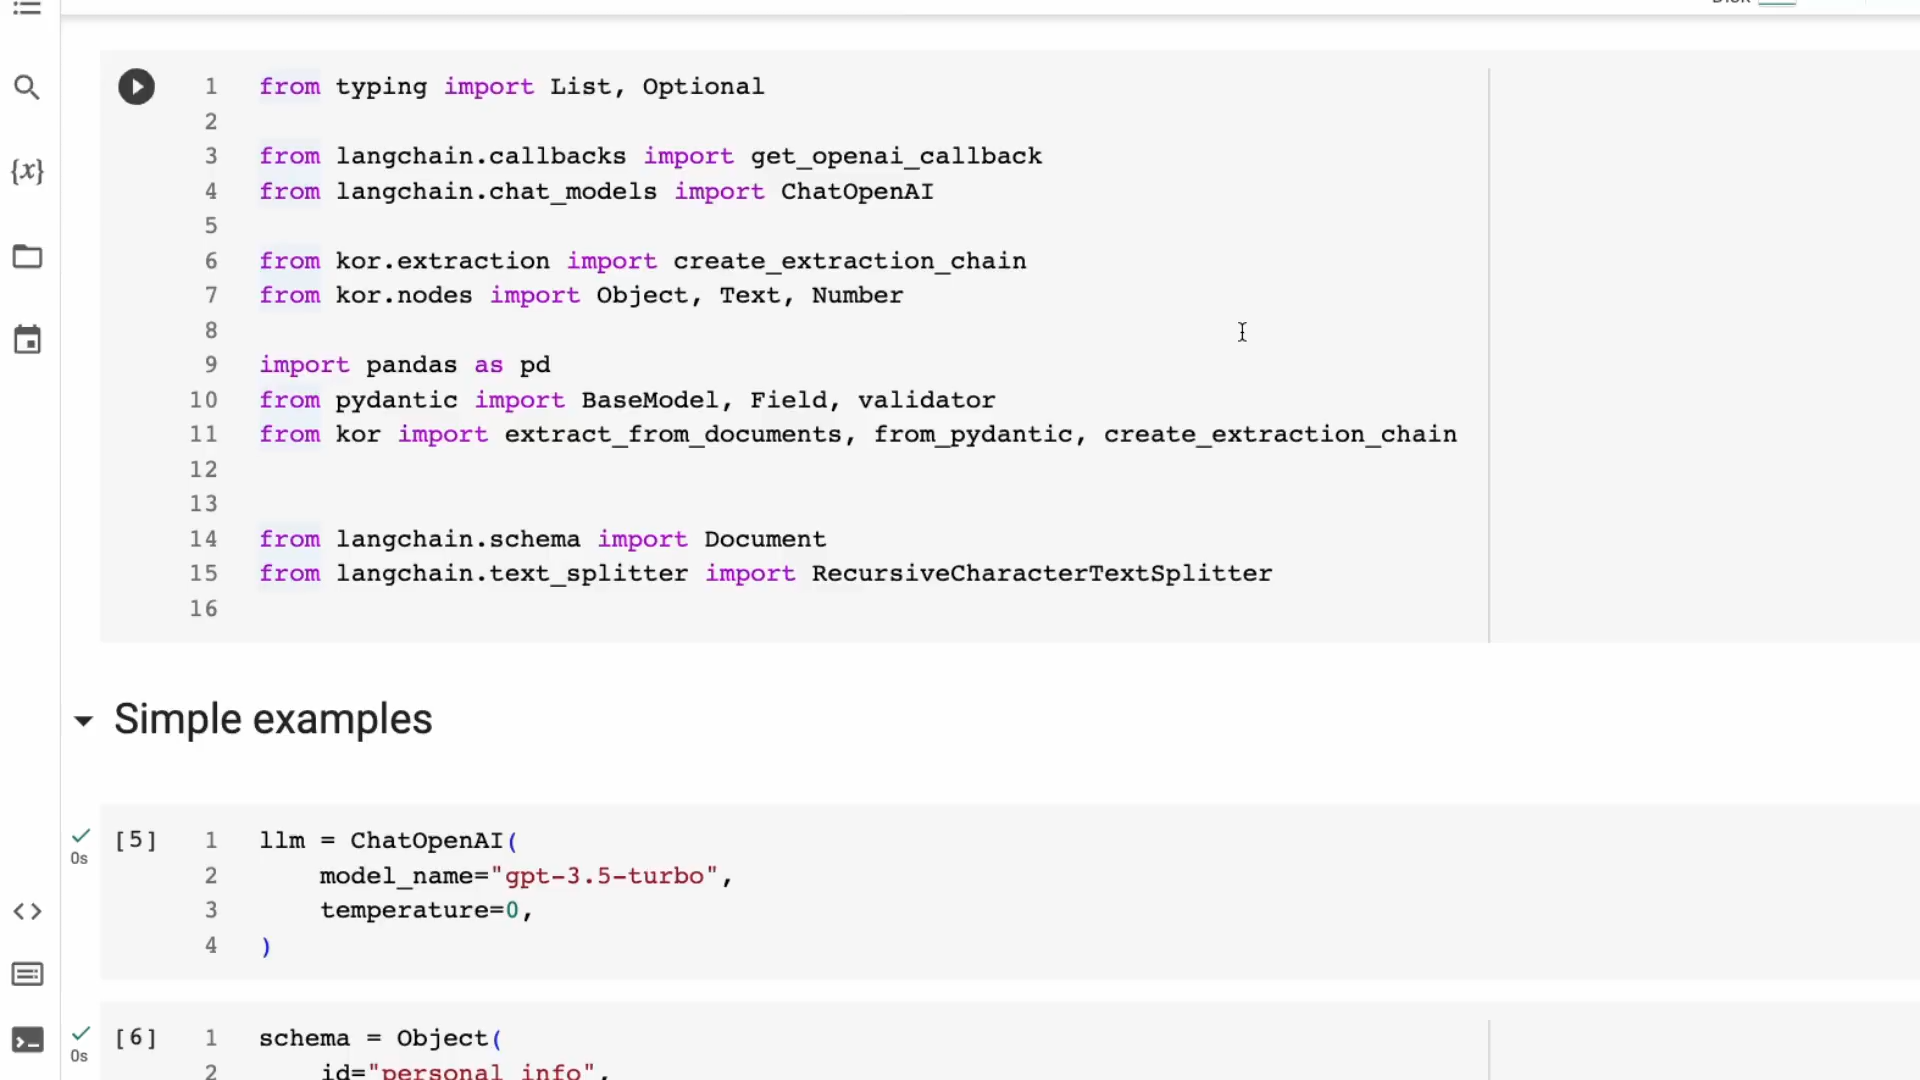 Disk
{x}
1 from typing import List, Optional
2
3 from langchain.callbacks import get_openai_callback
4 from langchain.chat_models import ChatOpenAI
5
6 from kor.extraction import create_extraction_chain
7 from kor.nodes import Object, Text, Number
8
9 import pandas as pd
10 from pydantic import BaseModel, Field, validator
11 from kor import extract_from_documents, from_pydantic, create_extraction_chain
12
13
14 from langchain.schema import Document
15 from langchain.text_splitter import RecursiveCharacterTextSplitter
16
Simple examples
[5] 1 llm = ChatOpenAI(
0s
2     model_name="gpt-3.5-turbo",
3     temperature=0,
4 )
[6] 1 schema = Object(
0s
2     id="personal_info",